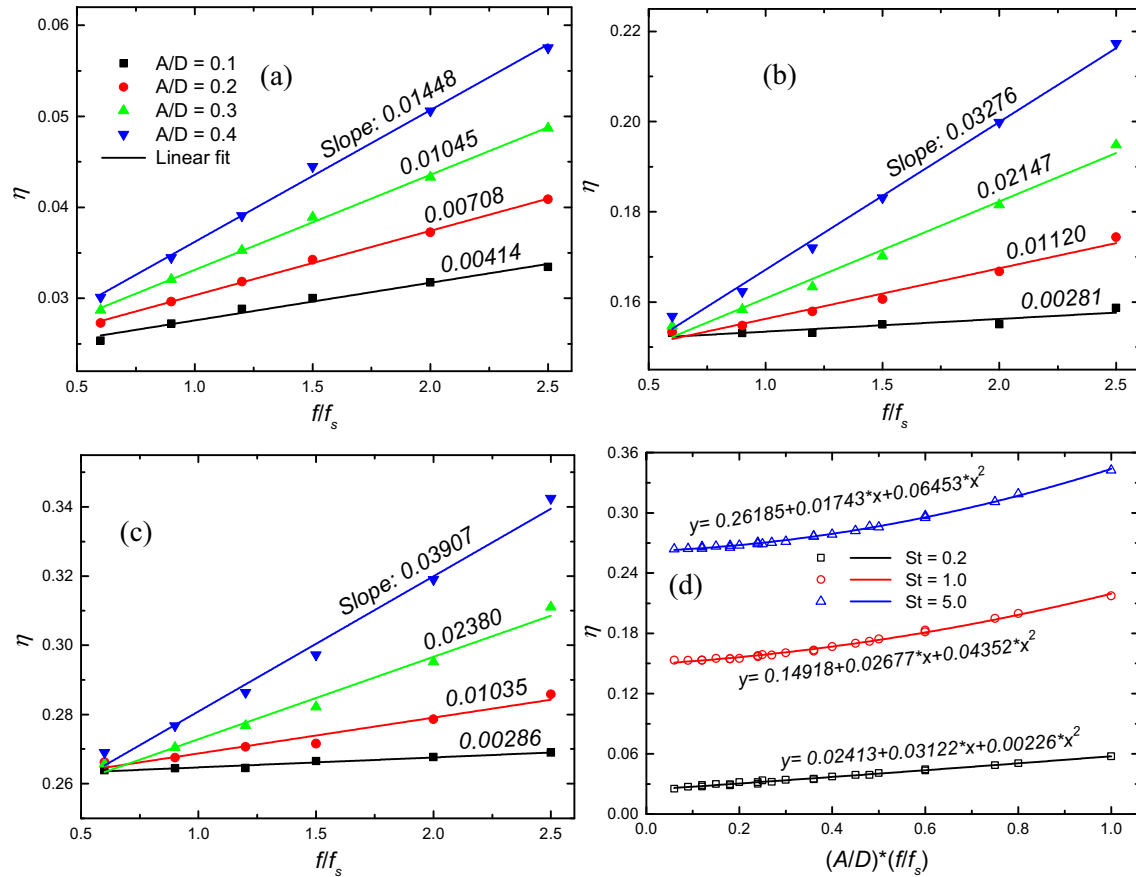 0.06
0.05
0.04
0.03
η
0.5
1.0
1.5
2.0
2.5
f/fₛ
A/D = 0.1
A/D = 0.2
A/D = 0.3
A/D = 0.4
Linear fit
(a)
Slope: 0.01448
0.01045
0.00708
0.00414
0.22
0.20
0.18
0.16
η
0.5
1.0
1.5
2.0
2.5
f/fₛ
(b)
Slope: 0.03276
0.02147
0.01120
0.00281
0.34
0.32
0.30
0.28
0.26
η
0.5
1.0
1.5
2.0
2.5
f/fₛ
(c)
Slope: 0.03907
0.02380
0.01035
0.00286
0.36
0.30
0.24
0.18
0.12
0.06
0.00
η
0.0
0.2
0.4
0.6
0.8
1.0
(A/D)*(f/fₛ)
y= 0.26185+0.01743*x+0.06453*x²
(d)
St = 0.2
St = 1.0
St = 5.0
y= 0.14918+0.02677*x+0.04352*x²
y= 0.02413+0.03122*x+0.00226*x²